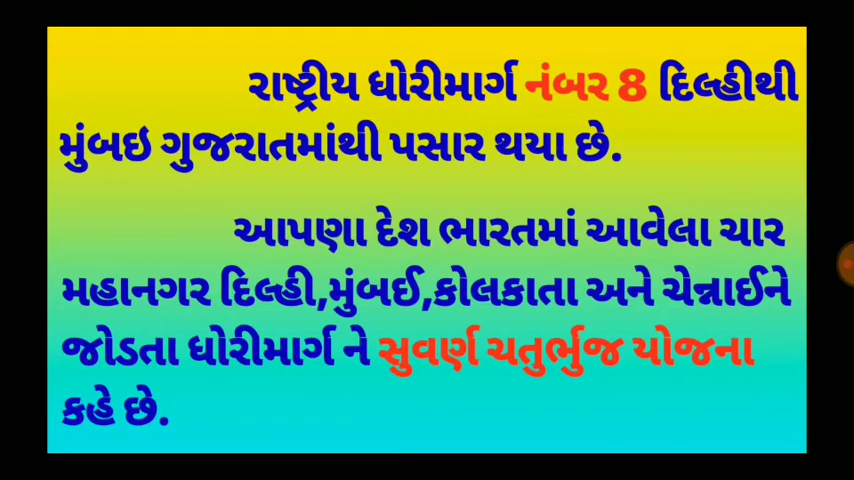 રાષ્ટ્રીય ધોરીમાર્ગ નંબર 8 દિલ્હીથી
મુંબઇ ગુજરાતમાંથી પસાર થયા છે.
આપણા દેશ ભારતમાં આવેલા ચાર
મહાનગર દિલ્હી,મુંબઈ,કોલકાતા અને ચેન્નાઈને
જોડતા ધોરીમાર્ગ ને સુવર્ણ ચતુર્ભુજ યોજના
કહે છે.